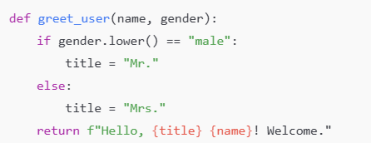 def greet_user(name, gender):
    if gender.lower() == "male":
        title = "Mr."
    else:
        title = "Mrs."
    return f"Hello, {title} {name}! Welcome."